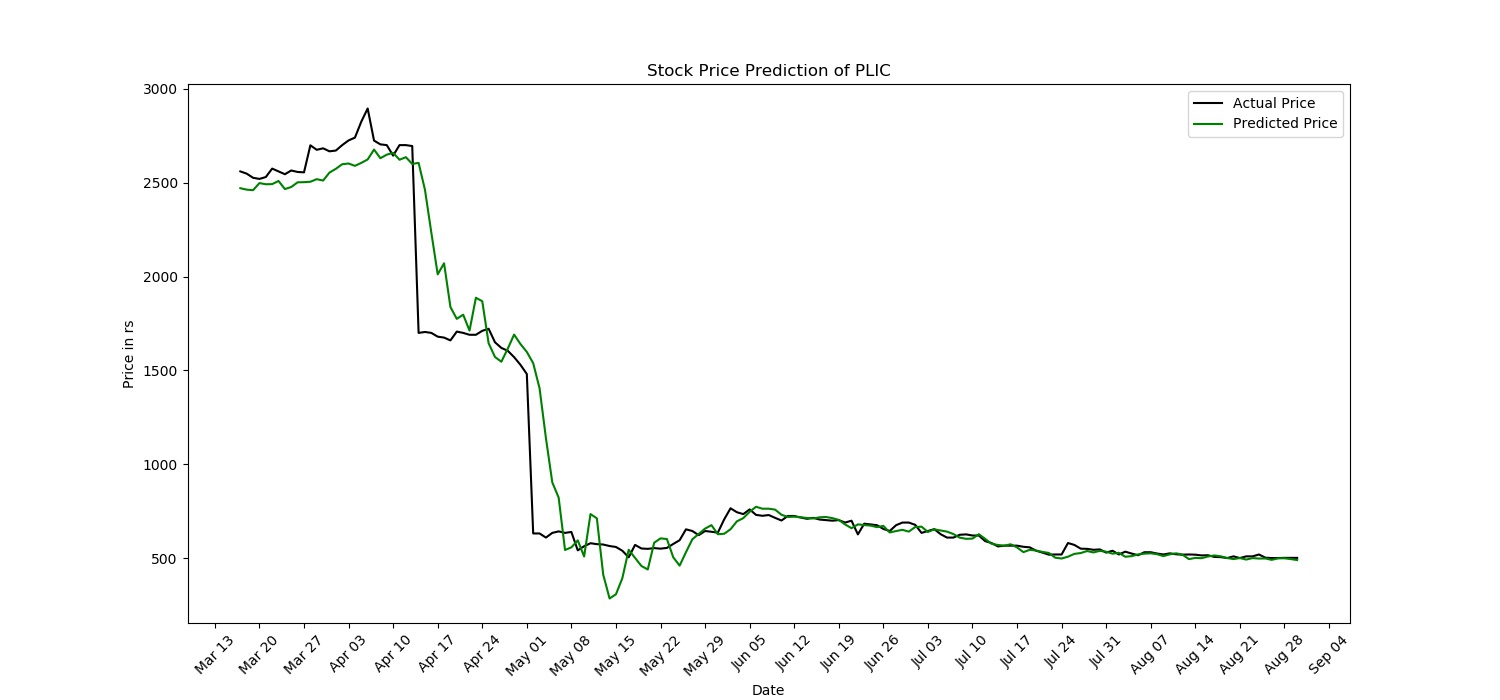 Stock Price Prediction of PLIC
Actual Price
Predicted Price
3000
2500
2000
1500
1000
500
Price in rs
Mar 13
Mar 20
Mar 27
Apr 03
Apr 10
Apr 17
Apr 24
May 01
May 08
May 15
May 22
May 29
Jun 05
Jun 12
Jun 19
Jun 26
Jul 03
Jul 10
Jul 17
Jul 24
Jul 31
Aug 07
Aug 14
Aug 21
Aug 28
Sep 04
Date